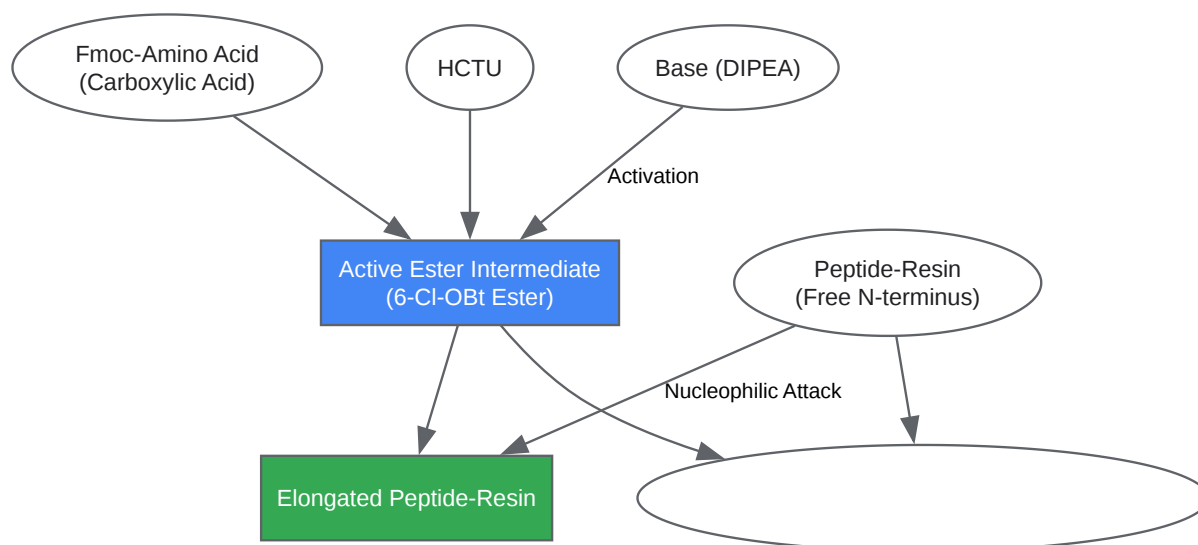 Fmoc-Amino Acid
(Carboxylic Acid)
HCTU
Base (DIPEA)
Activation
Active Ester Intermediate
(6-Cl-OBt Ester)
Peptide-Resin
(Free N-terminus)
Nucleophilic Attack
Elongated Peptide-Resin